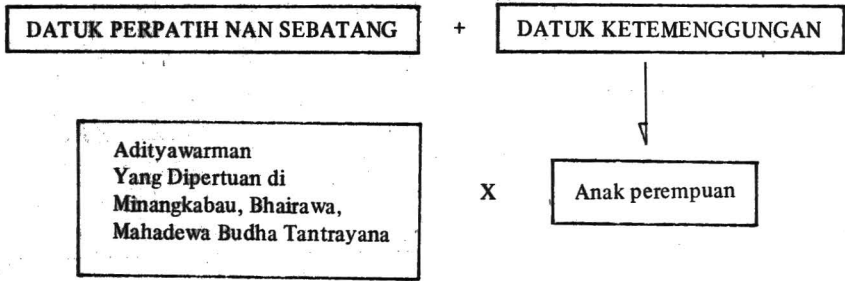 DATUK PERPATIH NAN SEBATANG + DATUK KETEMENGGUNGAN
Adityawarman
Yang Dipertuan di
Minangkabau, Bhairawa,
Mahadewa Budha Tantrayana
X
Anak perempuan